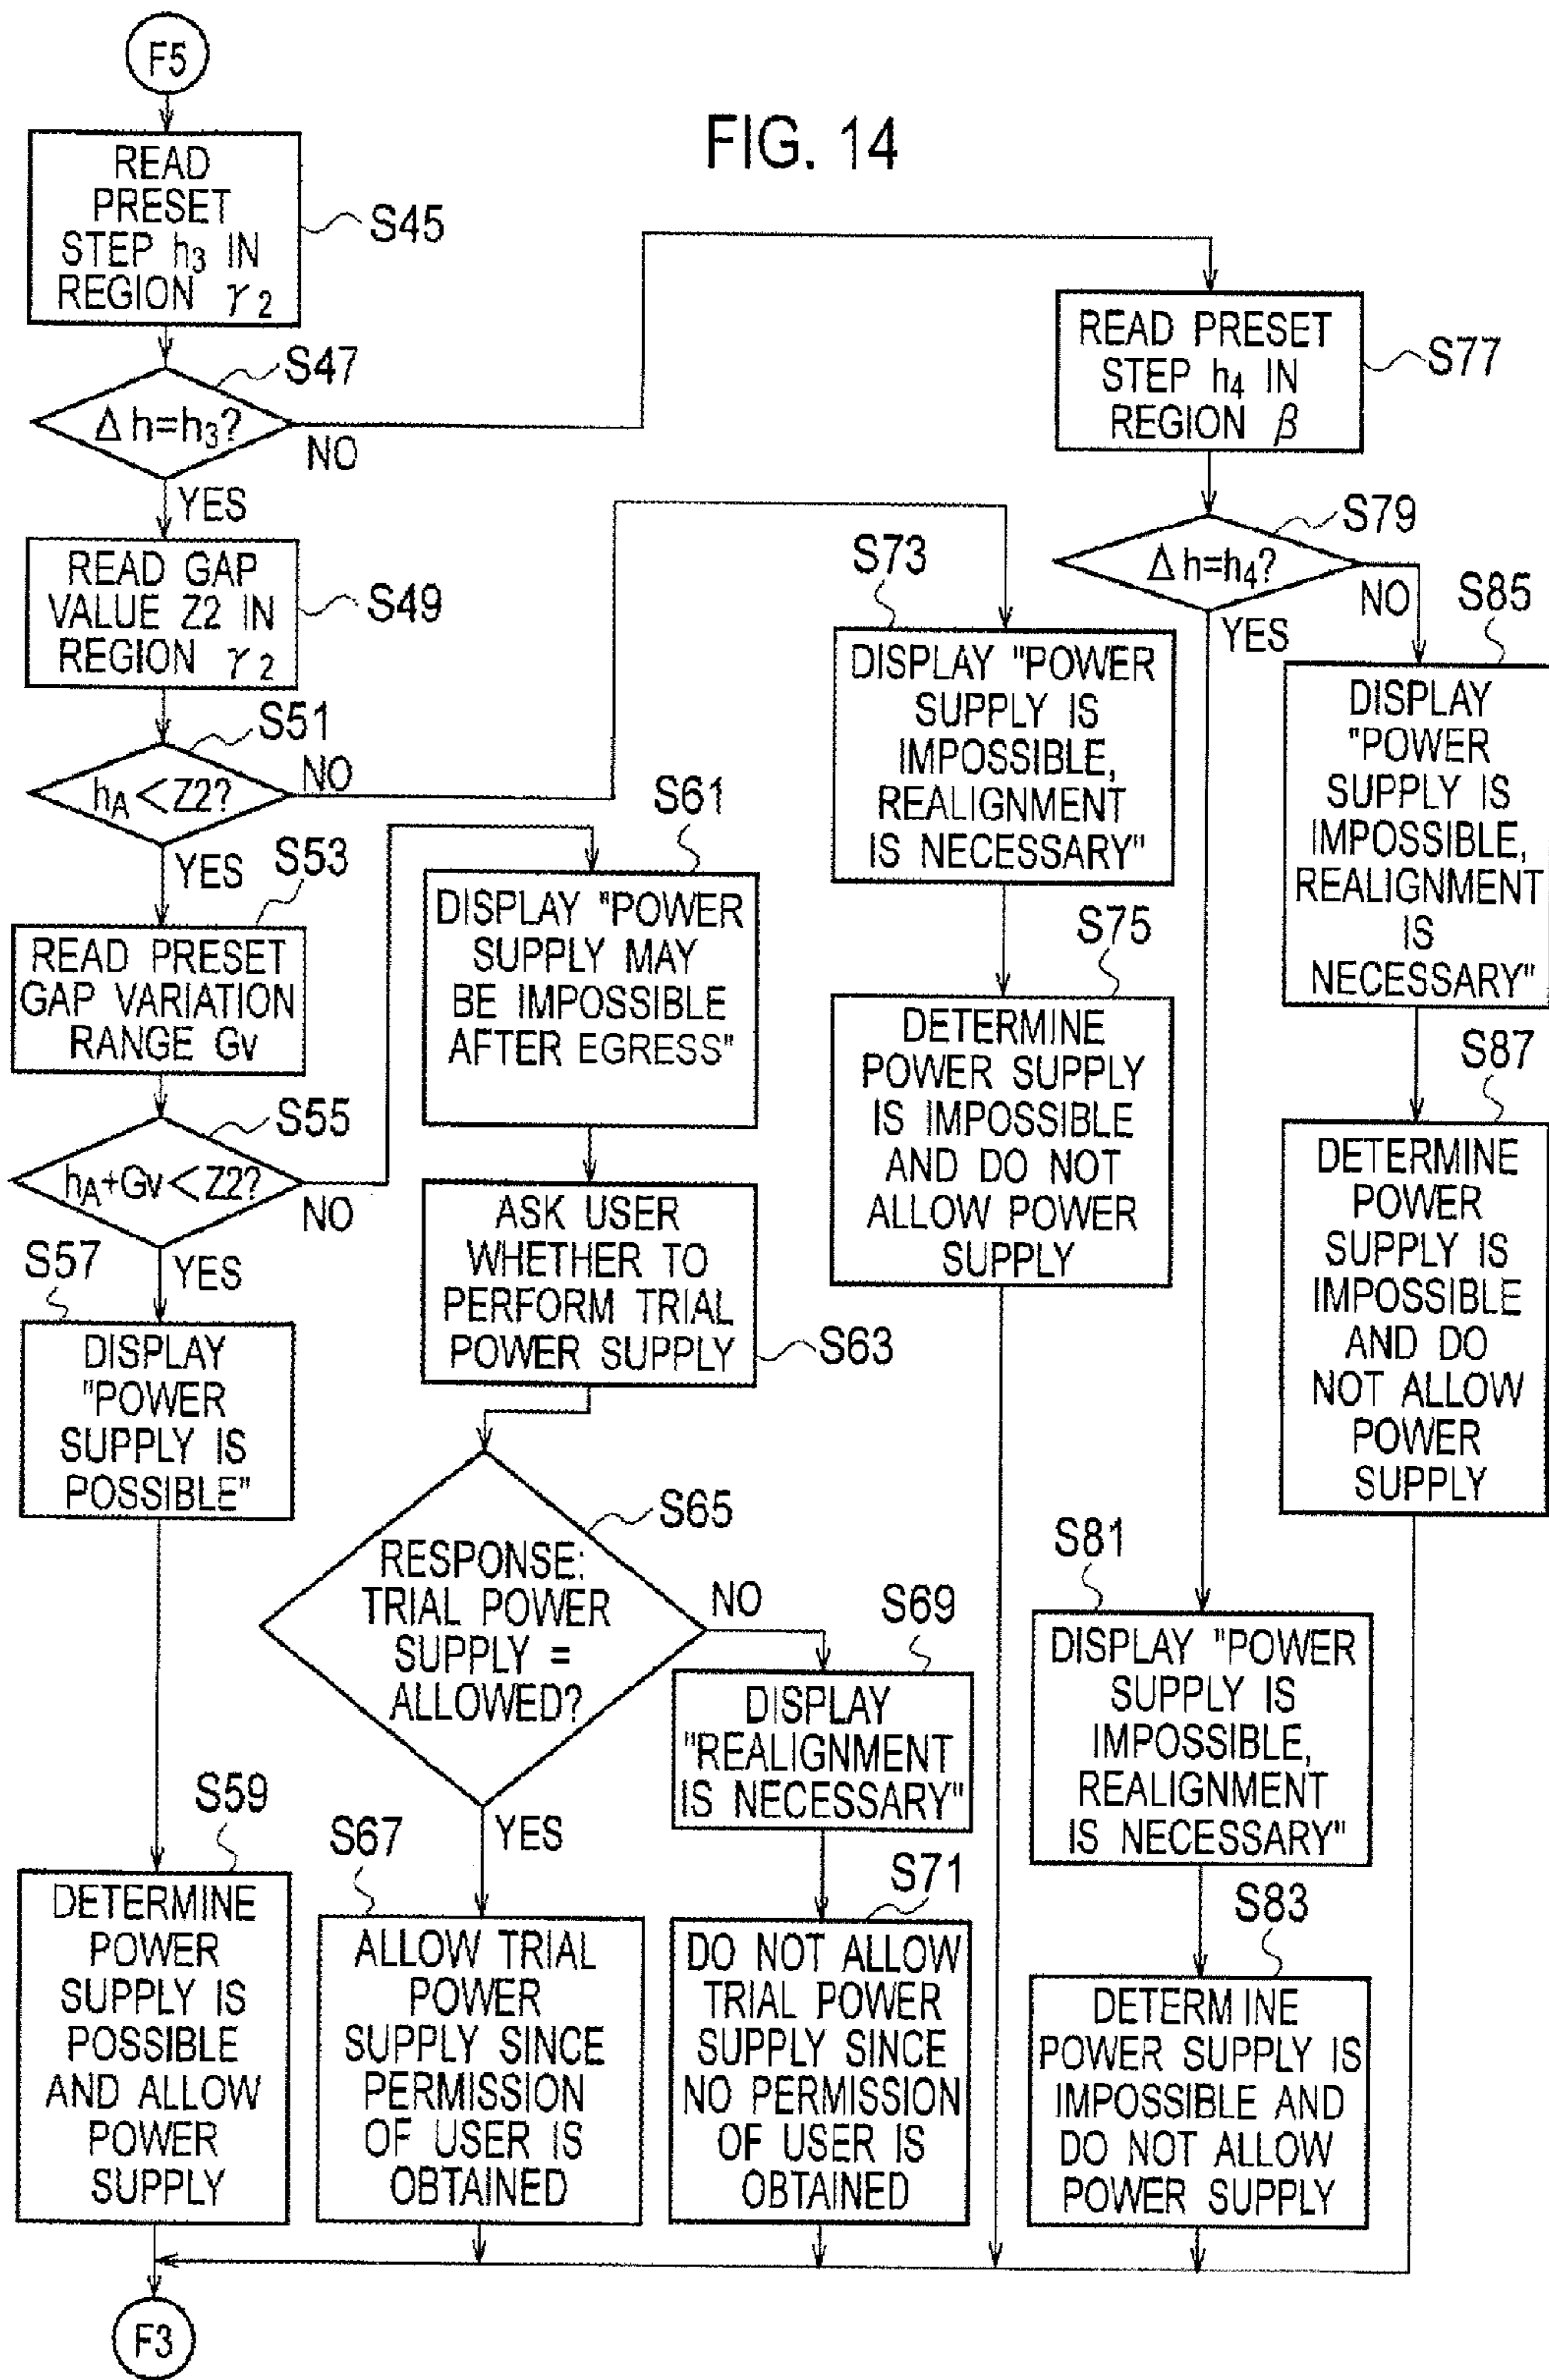 F5
FIG. 14
READ
PRESET
STEP h3 IN
REGION γ2
S45
S47
Δh=h3?
NO
YES
READ GAP
VALUE Z2 IN
REGION γ2
S49
S51
hA<Z2?
NO
YES
S53
READ PRESET
GAP VARIATION
RANGE Gv
S55
hA+Gv<Z2?
NO
YES
S57
DISPLAY
"POWER
SUPPLY IS
POSSIBLE"
S59
DETERMINE
POWER
SUPPLY IS
POSSIBLE
AND ALLOW
POWER
SUPPLY
S61
DISPLAY "POWER
SUPPLY MAY
BE IMPOSSIBLE
AFTER EGRESS"
ASK USER
WHETHER TO
PERFORM TRIAL
POWER SUPPLY
S63
S65
RESPONSE:
TRIAL POWER
SUPPLY =
ALLOWED?
NO
YES
S67
ALLOW TRIAL
POWER
SUPPLY SINCE
PERMISSION
OF USER IS
OBTAINED
S69
DISPLAY
"REALIGNMENT
IS NECESSARY"
S71
DO NOT ALLOW
TRIAL POWER
SUPPLY SINCE
NO PERMISSION
OF USER IS
OBTAINED
S73
DISPLAY "POWER
SUPPLY IS
IMPOSSIBLE,
REALIGNMENT
IS NECESSARY"
S75
DETERMINE
POWER SUPPLY
IS IMPOSSIBLE
AND DO NOT
ALLOW POWER
SUPPLY
READ PRESET
STEP h4 IN
REGION β
S77
S79
Δh=h4?
NO
YES
S81
DISPLAY "POWER
SUPPLY IS
IMPOSSIBLE,
REALIGNMENT
IS NECESSARY"
S83
DETERMINE
POWER SUPPLY IS
IMPOSSIBLE AND
DO NOT ALLOW
POWER SUPPLY
S85
DISPLAY
"POWER
SUPPLY IS
IMPOSSIBLE,
REALIGNMENT
IS
NECESSARY"
S87
DETERMINE
POWER
SUPPLY IS
IMPOSSIBLE
AND DO
NOT ALLOW
POWER
SUPPLY
F3